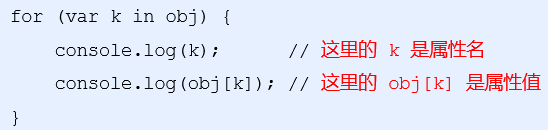 for (var k in obj) {
    console.log(k);      // 这里的 k 是属性名
    console.log(obj[k]); // 这里的 obj[k] 是属性值
}